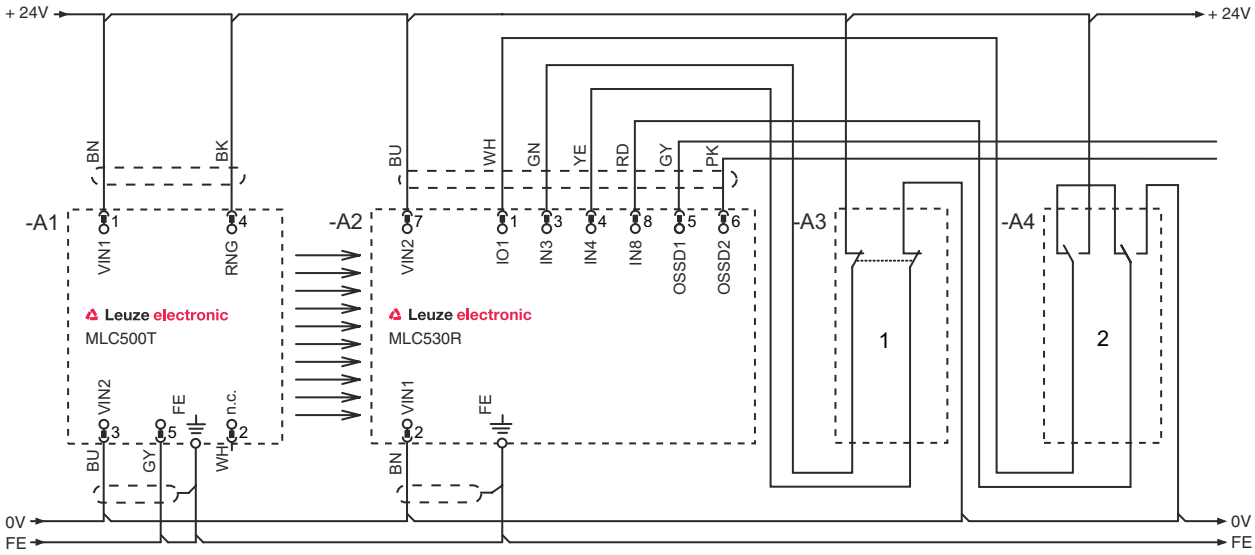 + 24V
+ 24V
BN
BK
BU
WH
GN
YE
RD
GY
PK
-A1
1
4
-A2
7
1
3
4
8
5
6
-A3
-A4
VIN1
RNG
VIN2
IO1
IN3
IN4
IN8
OSSD1
OSSD2
Leuze electronic
MLC500T
Leuze electronic
MLC530R
1
2
VIN2
FE
n.c.
VIN1
FE
3
5
2
2
BU
GY
WH
BN
0V
0V
FE
FE